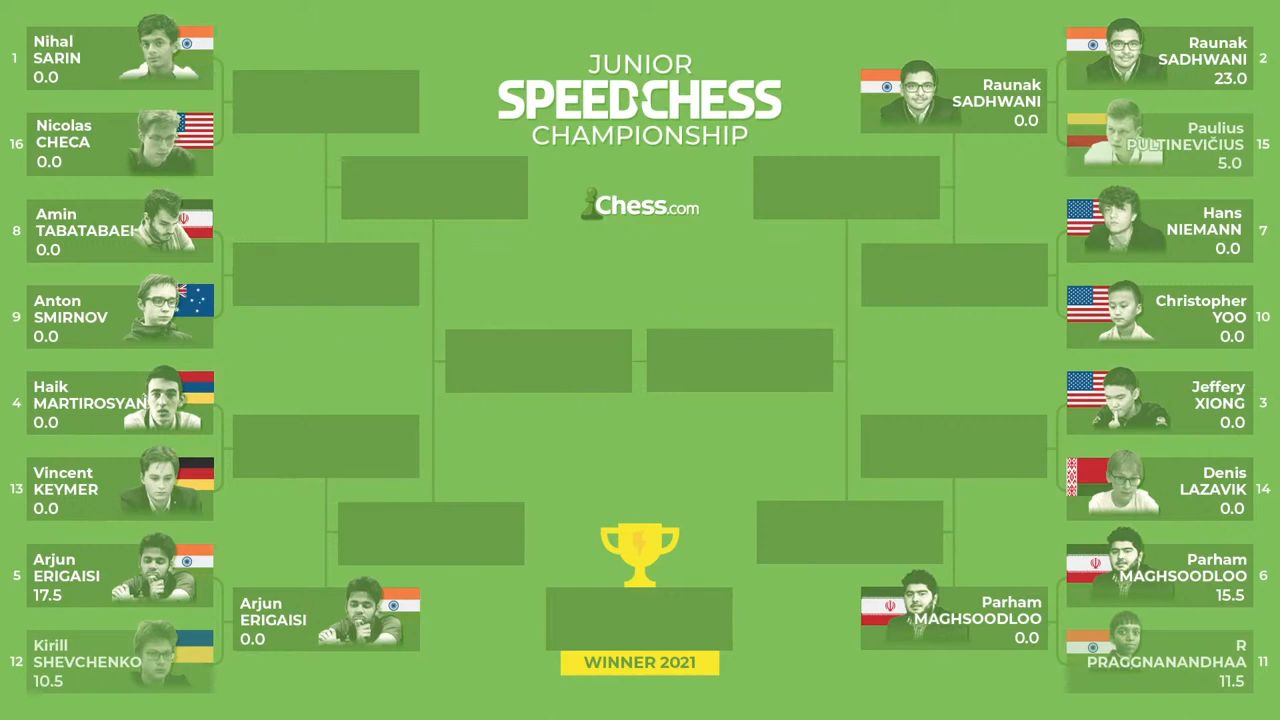 JUNIOR
SPEED CHESS
CHAMPIONSHIP
Chess.com
1
Nihal
SARIN
0.0
16
Nicolas
CHECA
0.0
8
Amin
TABATABAEI
0.0
9
Anton
SMIRNOV
0.0
4
Haik
MARTIROSYAN
0.0
13
Vincent
KEYMER
0.0
5
Arjun
ERIGAISI
17.5
12
Kirill
SHEVCHENKO
10.5
Arjun
ERIGAISI
0.0
WINNER 2021
Raunak
SADHWANI
0.0
Parham
MAGHSOODLOO
0.0
Raunak
SADHWANI
23.0
2
Paulius
PULTINEVIČIUS
5.0
15
Hans
NIEMANN
0.0
7
Christopher
YOO
0.0
10
Jeffery
XIONG
0.0
3
Denis
LAZAVIK
0.0
14
Parham
MAGHSOODLOO
15.5
6
R
PRAGGNANANDHAA
11.5
11